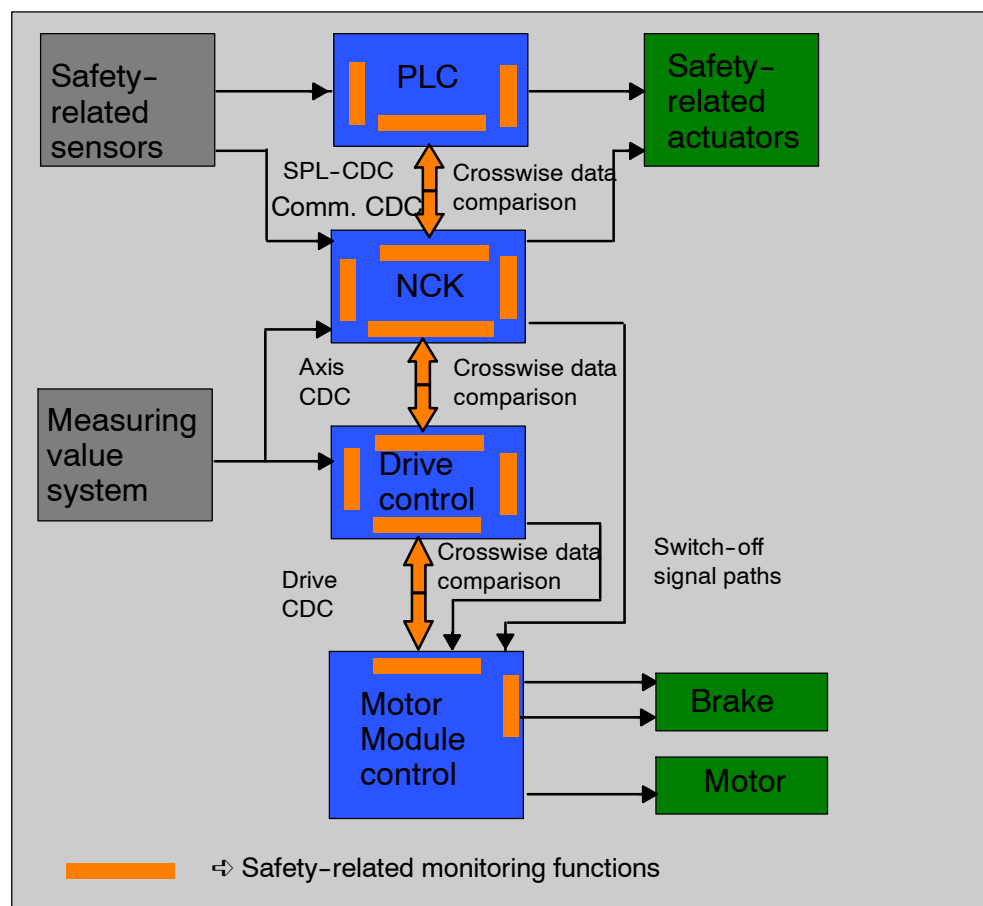 Safety-
related
sensors
PLC
Safety-
related
actuators
SPL-CDC
Comm. CDC
Crosswise data
comparison
NCK
Axis
CDC
Crosswise data
comparison
Measuring
value
system
Drive
control
Drive
CDC
Crosswise data
comparison
Switch-off
signal paths
Motor
Module
control
Brake
Motor
➪ Safety-related monitoring functions